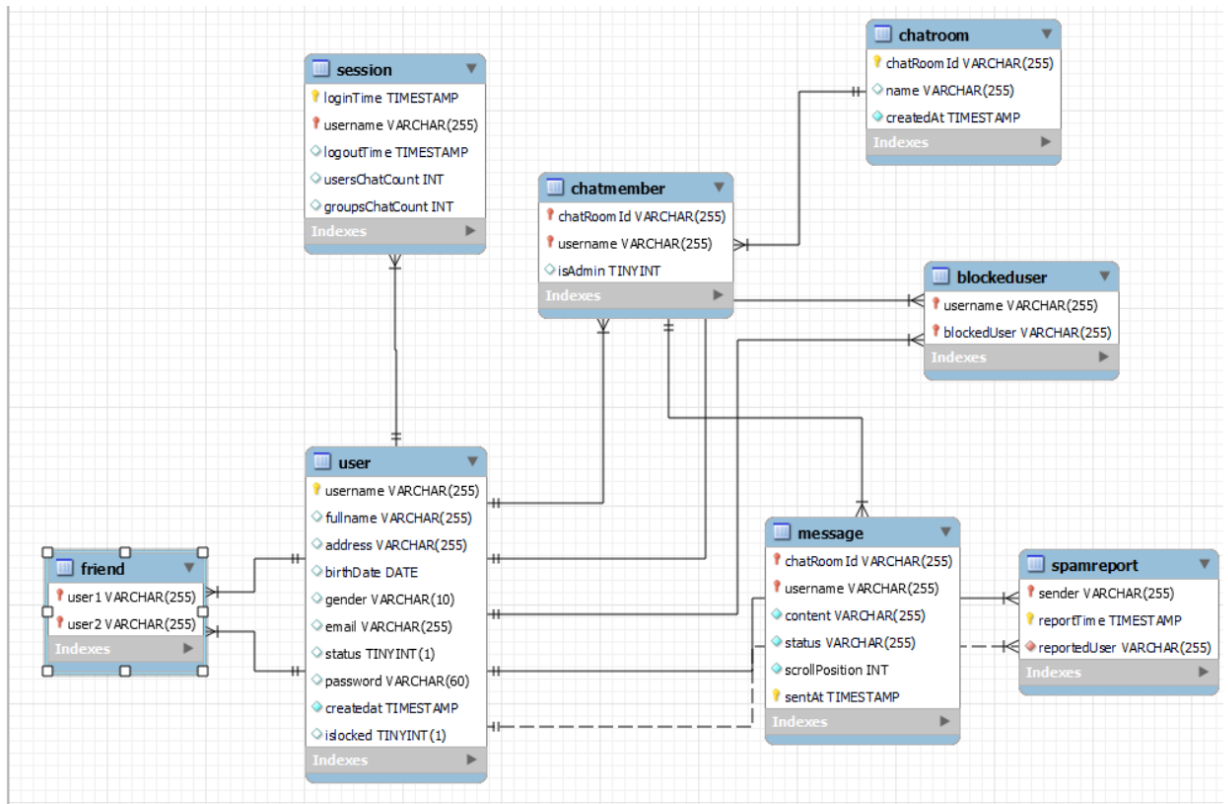 chatroom
chatRoomId VARCHAR(255)
name VARCHAR(255)
createdAt TIMESTAMP
Indexes
session
loginTime TIMESTAMP
username VARCHAR(255)
logoutTime TIMESTAMP
usersChatCount INT
groupsChatCount INT
Indexes
chatmember
chatRoomId VARCHAR(255)
username VARCHAR(255)
isAdmin TINYINT
Indexes
blockeduser
username VARCHAR(255)
blockedUser VARCHAR(255)
Indexes
user
username VARCHAR(255)
fullname VARCHAR(255)
address VARCHAR(255)
birthDate DATE
gender VARCHAR(10)
email VARCHAR(255)
status TINYINT(1)
password VARCHAR(60)
createdat TIMESTAMP
islocked TINYINT(1)
Indexes
friend
user1 VARCHAR(255)
user2 VARCHAR(255)
Indexes
message
chatRoomId VARCHAR(255)
username VARCHAR(255)
content VARCHAR(255)
status VARCHAR(255)
scrollPosition INT
sentAt TIMESTAMP
Indexes
spamreport
sender VARCHAR(255)
reportTime TIMESTAMP
reportedUser VARCHAR(255)
Indexes